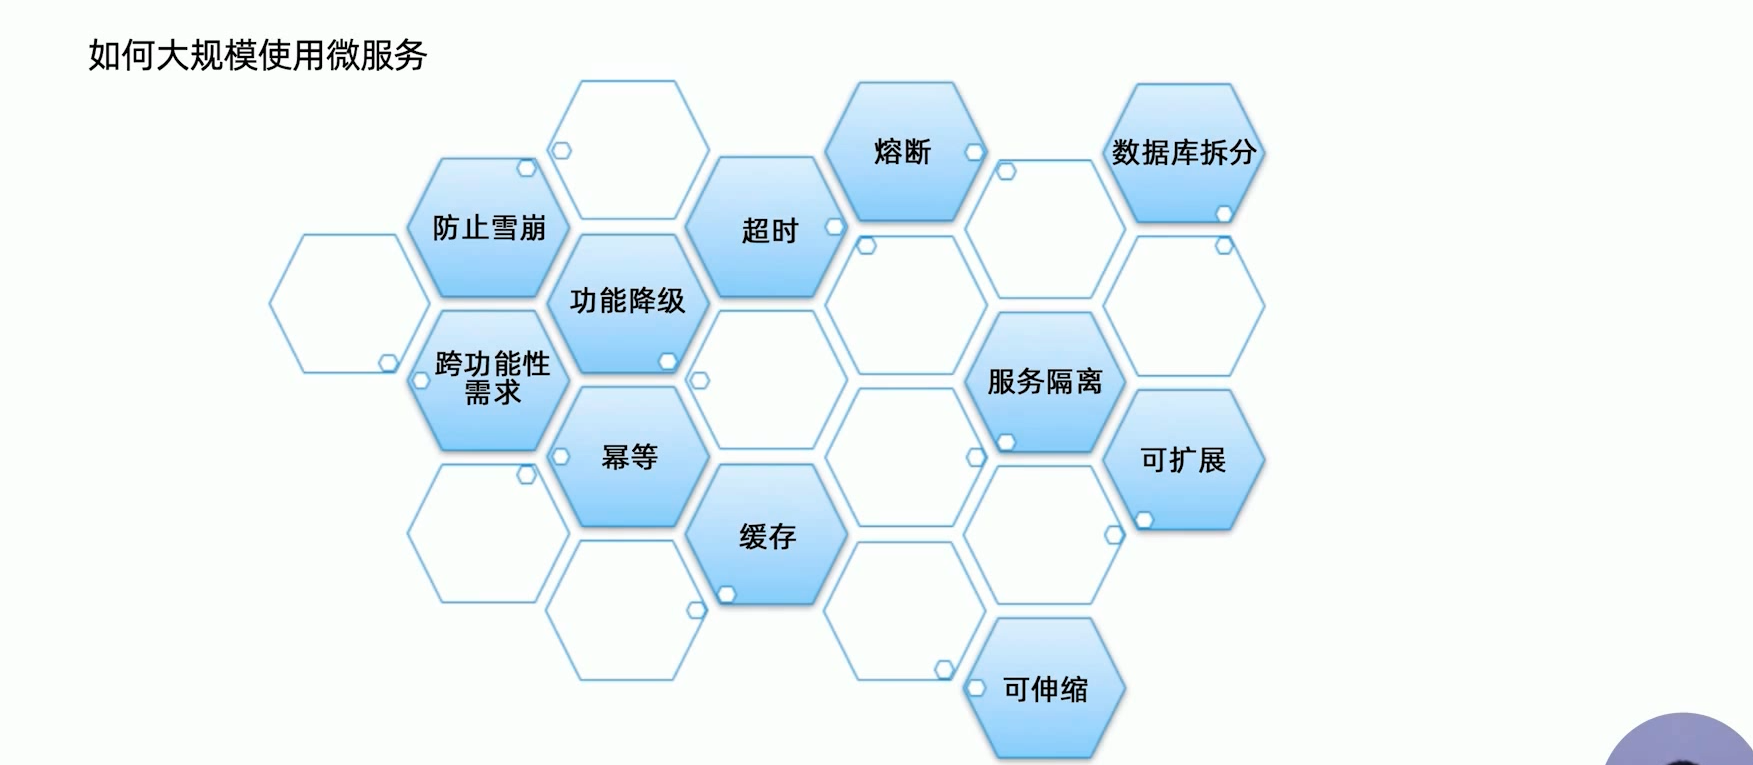 如何大规模使用微服务
熔断
数据库拆分
防止雪崩
超时
功能降级
跨功能性
需求
服务隔离
幂等
可扩展
缓存
可伸缩